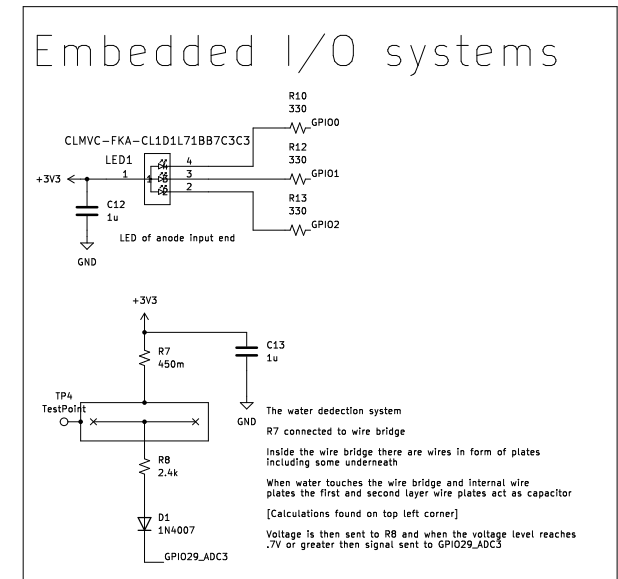 Embedded I/O systems
R10
330
GPIO0
CLMVC-FKA-CL1D1L71BB7C3C3
R12
330
LED1
4
+3V3
1
1
4
3
2
3
2
GPIO1
R13
330
C12
1u
GPIO2
LED of anode input end
GND
+3V3
R7
450m
C13
1u
TP4
TestPoint
GND
The water dedection system
R7 connected to wire bridge
Inside the wire bridge there are wires in form of plates
including some underneath
R8
2.4k
When water touches the wire bridge and internal wire
plates the first and second layer wire plates act as capacitor
[Calculations found on top left corner]
D1
1N4007
Voltage is then sent to R8 and when the voltage level reaches
.7V or greater then signal sent to GPIO29_ADC3
GPIO29_ADC3